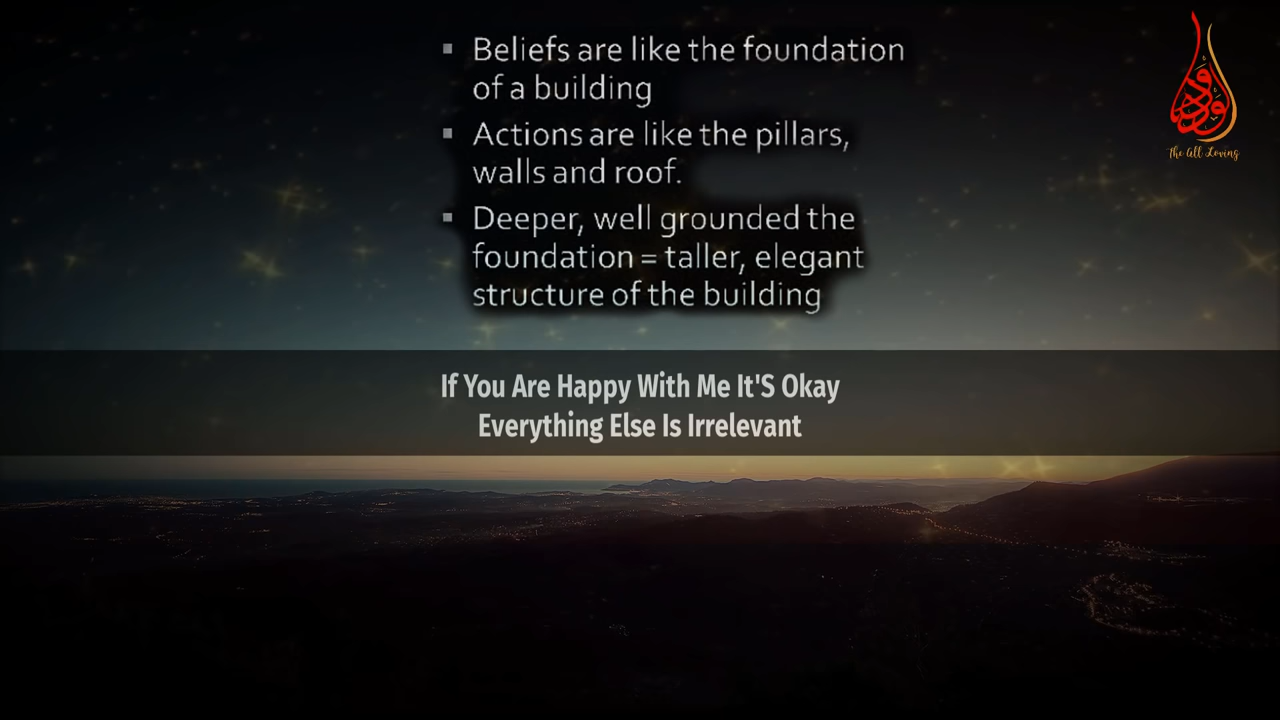 ▪ Beliefs are like the foundation
of a building
▪ Actions are like the pillars,
walls and roof.
▪ Deeper, well grounded the
foundation = taller, elegant
structure of the building
الودود
The All Loving
If You Are Happy With Me It'S Okay
Everything Else Is Irrelevant